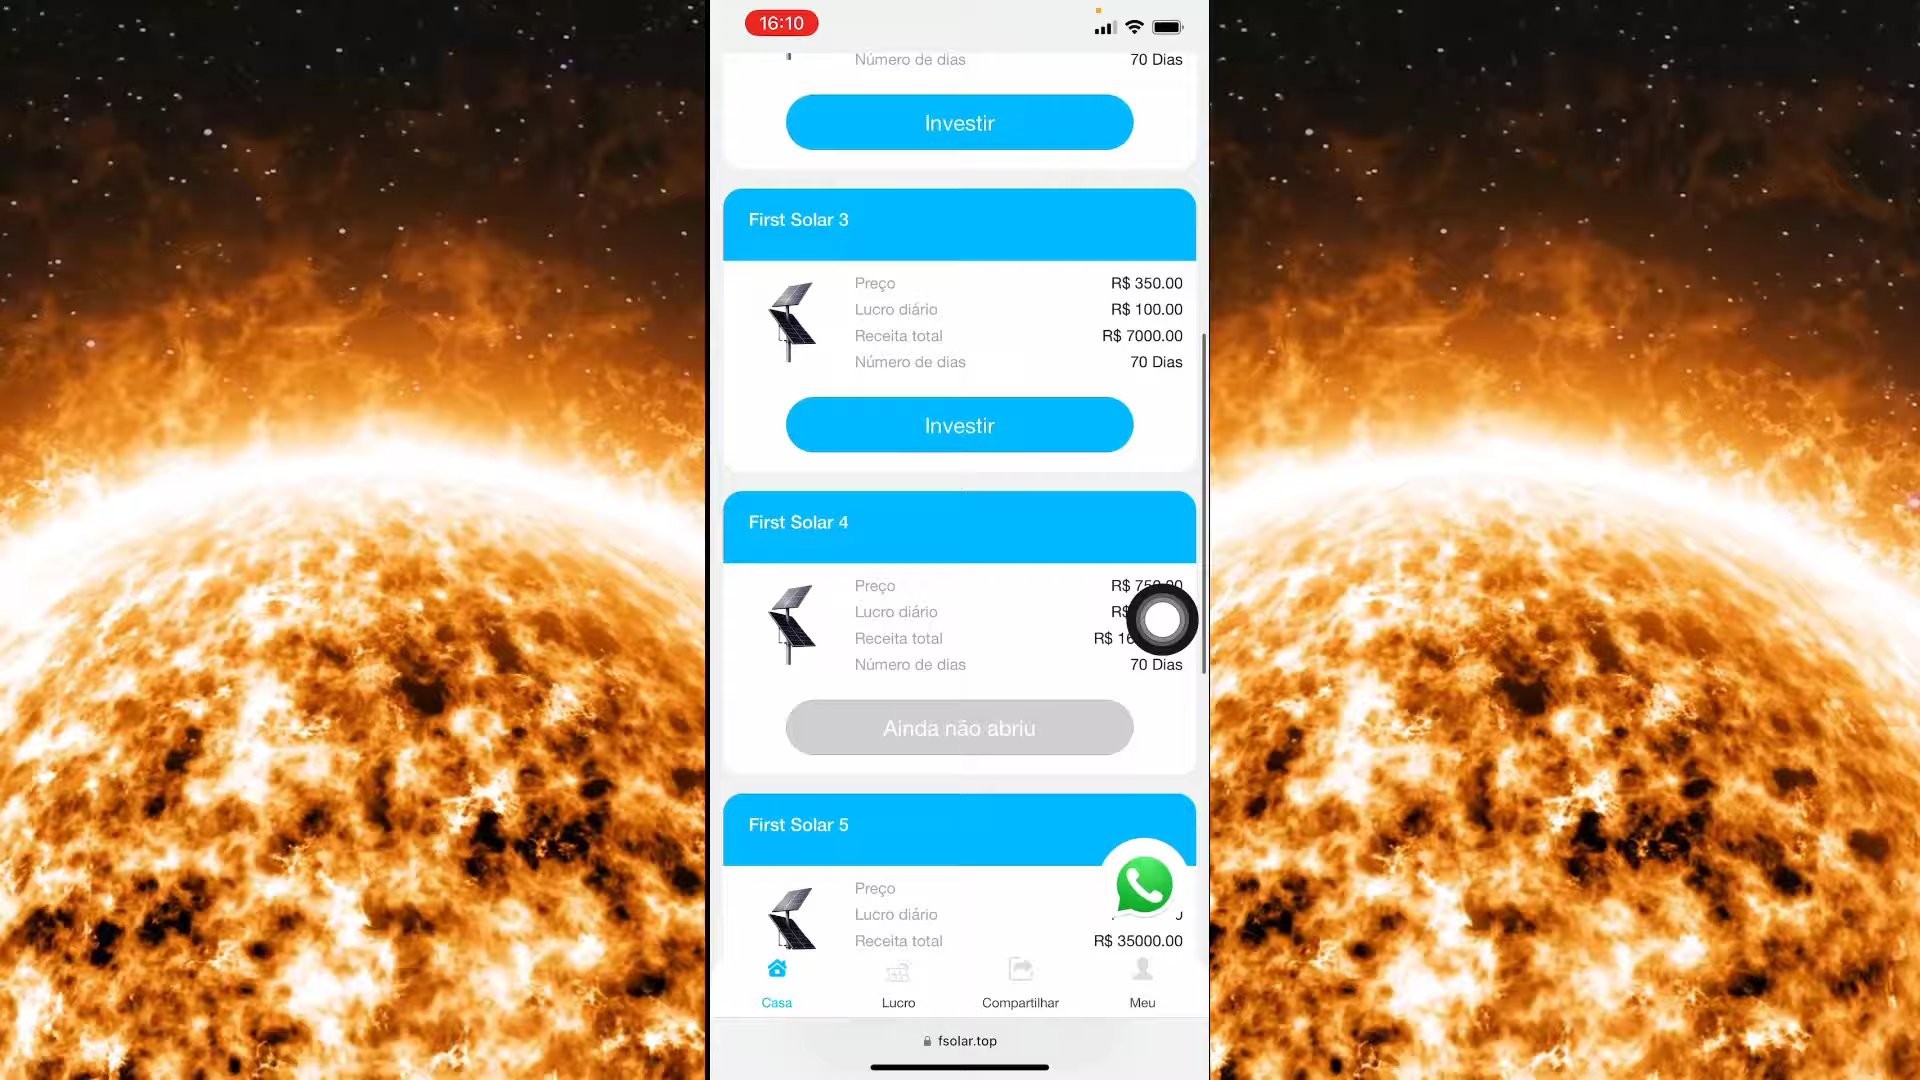 16:10
Número de dias 70 Dias
Investir
First Solar 3
Preço R$ 350.00
Lucro diário R$ 100.00
Receita total R$ 7000.00
Número de dias 70 Dias
Investir
First Solar 4
Preço R$ 750.00
Lucro diário R$
Receita total R$
Número de dias 70 Dias
Ainda não abriu
First Solar 5
Preço
Lucro diário
Receita total R$ 35000.00
Casa Lucro Compartilhar Meu
fsolar.top